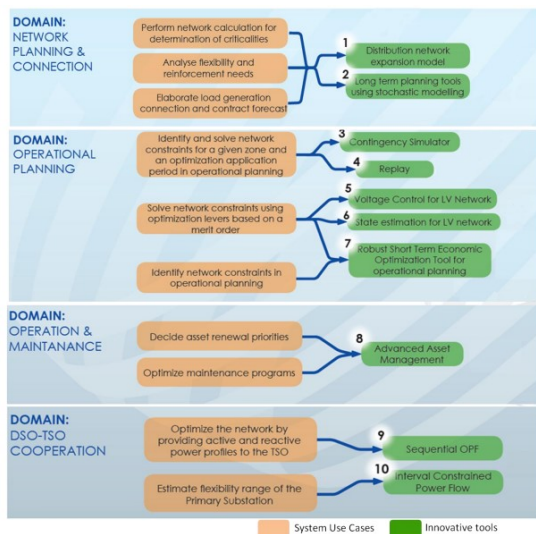 DOMAIN:
NETWORK
PLANNING &
CONNECTION
Perform network calculation for
determination of criticalities
Analyse flexibility and
reinforcement needs
Elaborate load generation
connection and contract forecast
1
Distribution network
expansion model
2
Long term planning tools
using stochastic modelling
DOMAIN:
OPERATIONAL
PLANNING
Identify and solve network
constraints for a given zone and
an optimization application
period in operational planning
Solve network constraints using
optimization levers based on a
merit order
Identify network constraints in
operational planning
3
Contingency Simulator
4
Replay
5
Voltage Control for LV Network
6
State estimation for LV network
7
Robust Short Term Economic
Optimization Tool for
operational planning
DOMAIN:
OPERATION &
MAINTANANCE
Decide asset renewal priorities
Optimize maintenance programs
8
Advanced Asset
Management
DOMAIN:
DSO-TSO
COOPERATION
Optimize the network by
providing active and reactive
power profiles to the TSO
Estimate flexibility range of the
Primary Substation
9
Sequential OPF
10
Interval Constrained
Power Flow
System Use Cases
Innovative tools